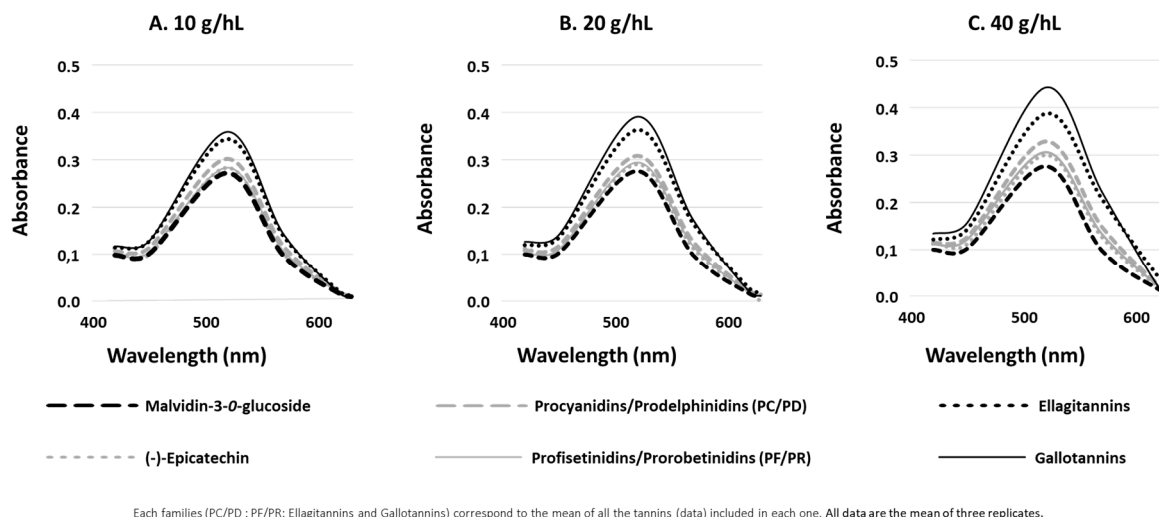 A. 10 g/hL
B. 20 g/hL
C. 40 g/hL
Absorbance
0.5
0.4
0.3
0.2
0,1
0.0
400
500
600
Wavelength (nm)
Absorbance
0.5
0.4
0.3
0.2
0,1
0.0
400
500
600
Wavelength (nm)
Absorbance
0.5
0.4
0.3
0.2
0,1
0.0
400
500
600
Wavelength (nm)
Malvidin-3-0-glucoside
Procyanidins/Prodelphinidins (PC/PD)
Ellagitannins
(-)-Epicatechin
Profisetinidins/Prorobetinidins (PF/PR)
Gallotannins
Each families (PC/PD ; PF/PR; Ellagitannins and Gallotannins) correspond to the mean of all the tannins (data) included in each one. All data are the mean of three replicates.